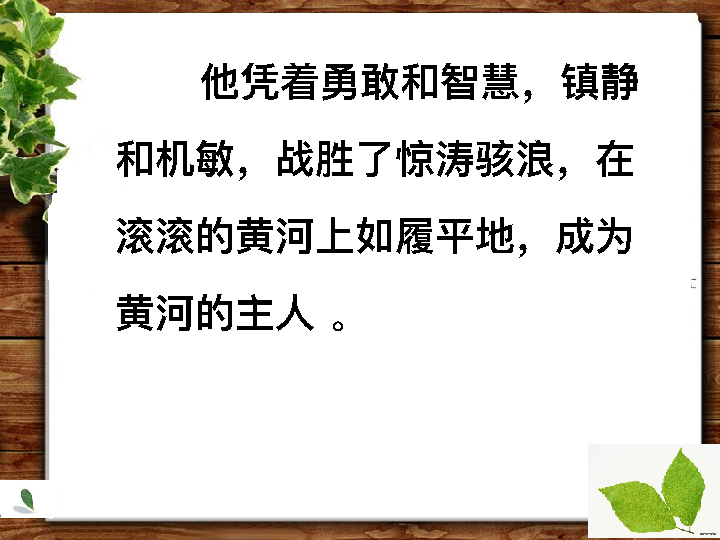 他凭着勇敢和智慧，镇静
和机敏，战胜了惊涛骇浪，在
滚滚的黄河上如履平地，成为
黄河的主人 。